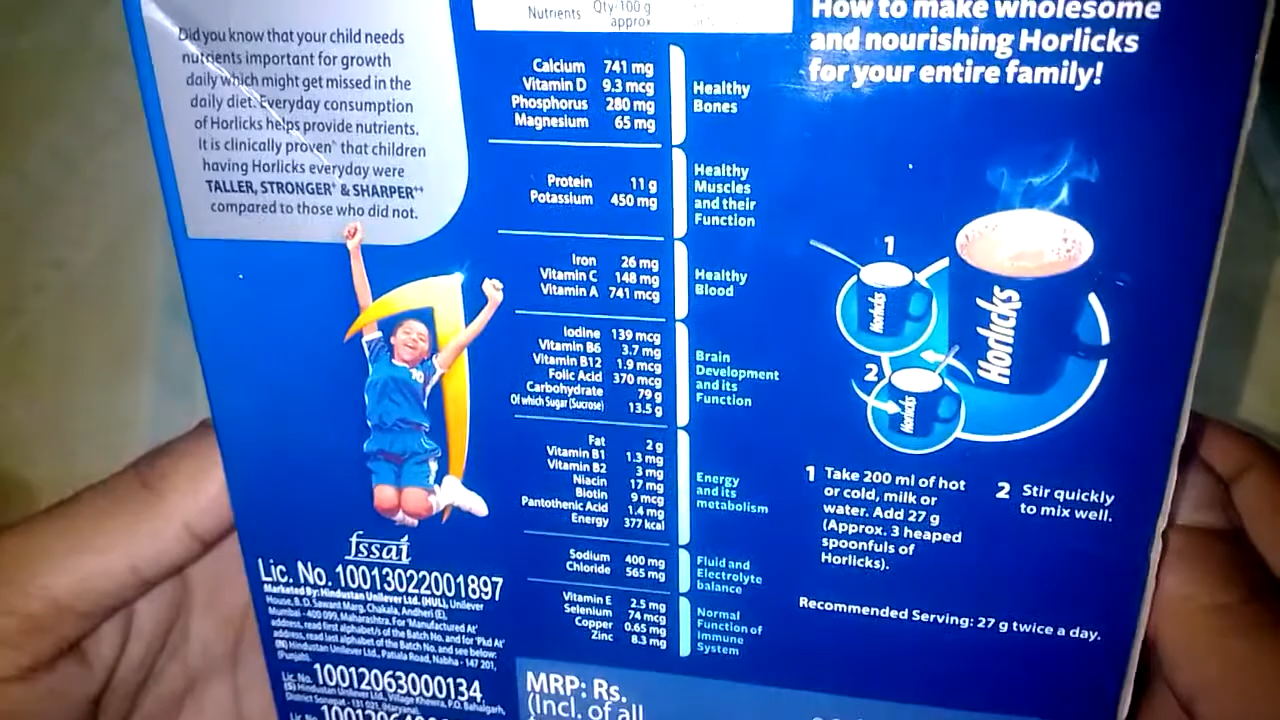 Did you know that your child needs
nutrients important for growth
daily which might get missed in the
daily diet. Everyday consumption
of Horlicks helps provide nutrients.
It is clinically proven^ that children
having Horlicks everyday were
TALLER, STRONGER+ & SHARPER++
compared to those who did not.
fssai
Lic. No. 10013022001897
Marketed By: Hindustan Unilever Ltd. (HUL), Unilever
House, B. D. Sawant Marg, Chakala, Andheri (E),
Mumbai - 400 099, Maharashtra. For 'Manufactured At'
address, read first alphabet/s of the Batch No. and for 'Pkd At'
address, read last alphabet of the Batch No. and see below:
(N) Hindustan Unilever Ltd., Patiala Road, Nabha - 147 201,
(Punjab).
Lic. No. 10012063000134,
(S) Hindustan Unilever Ltd., Village Khewra, P.O. Bahalgarh,
District Sonepat - 131 021, (Haryana).
Lic. No.
Nutrients Qty-100 g
approx
Calcium 741 mg
Vitamin D 9.3 mcg
Phosphorus 280 mg
Magnesium 65 mg
Healthy
Bones
Protein 11 g
Potassium 450 mg
Healthy
Muscles
and their
Function
Iron 26 mg
Vitamin C 148 mg
Vitamin A 741 mcg
Healthy
Blood
Iodine 139 mcg
Vitamin B6 3.7 mg
Vitamin B12 1.9 mcg
Folic Acid 370 mcg
Carbohydrate 79 g
Of which Sugar (Sucrose) 13.5 g
Brain
Development
and its
Function
Fat 2 g
Vitamin B1 1.3 mg
Vitamin B2 3 mg
Niacin 17 mg
Biotin 9 mcg
Pantothenic Acid 1.4 mg
Energy 377 kcal
Energy
and its
metabolism
Sodium 400 mg
Chloride 565 mg
Fluid and
Electrolyte
balance
Vitamin E 2.5 mg
Selenium 74 mcg
Copper 0.65 mg
Zinc 8.3 mg
Normal
Function of
Immune
System
MRP: Rs.
(Incl. of all
How to make wholesome
and nourishing Horlicks
for your entire family!
1
Horlicks
Horlicks
2
Horlicks
1 Take 200 ml of hot
or cold, milk or
water. Add 27 g
(Approx. 3 heaped
spoonfuls of
Horlicks).
2 Stir quickly
to mix well.
Recommended Serving: 27 g twice a day.